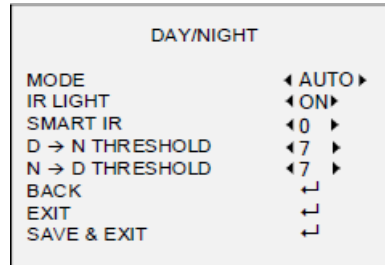 DAY/NIGHT
MODE ◂ AUTO ▸
IR LIGHT ◂ ON ▸
SMART IR ◂ 0 ▸
D → N THRESHOLD ◂ 7 ▸
N → D THRESHOLD ◂ 7 ▸
BACK ↵
EXIT ↵
SAVE & EXIT ↵